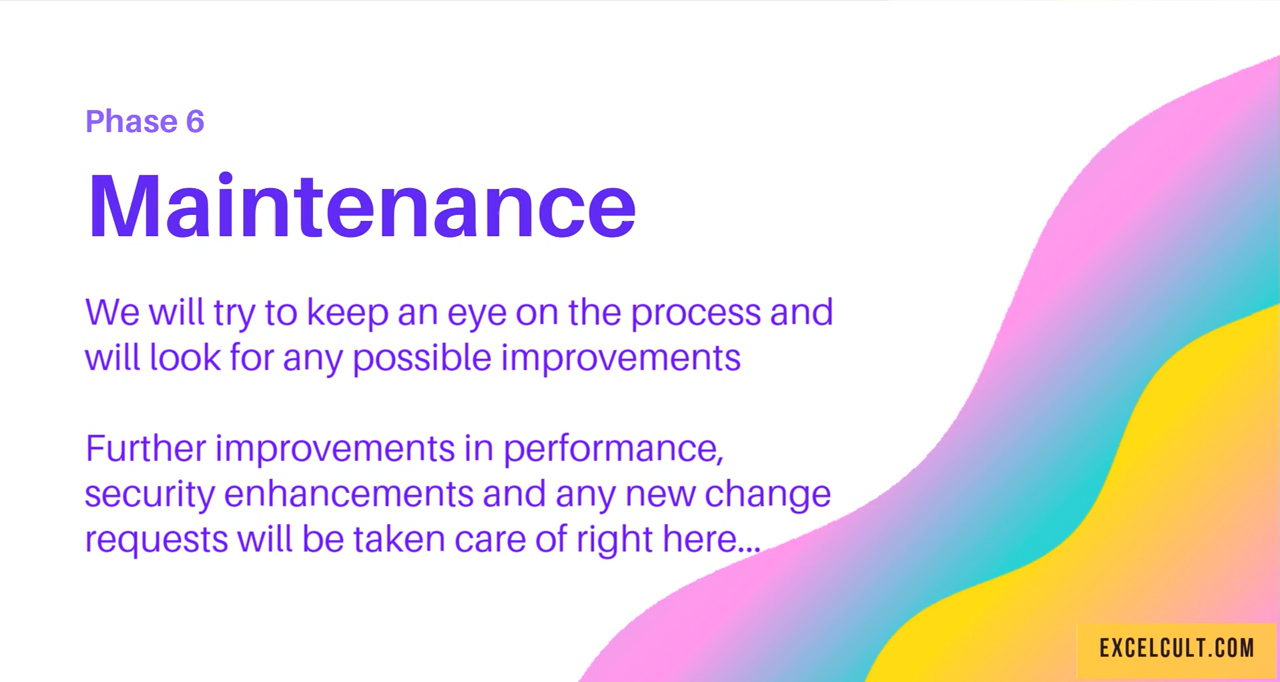 Phase 6
Maintenance
We will try to keep an eye on the process and
will look for any possible improvements
Further improvements in performance,
security enhancements and any new change
requests will be taken care of right here...
EXCELCULT.COM